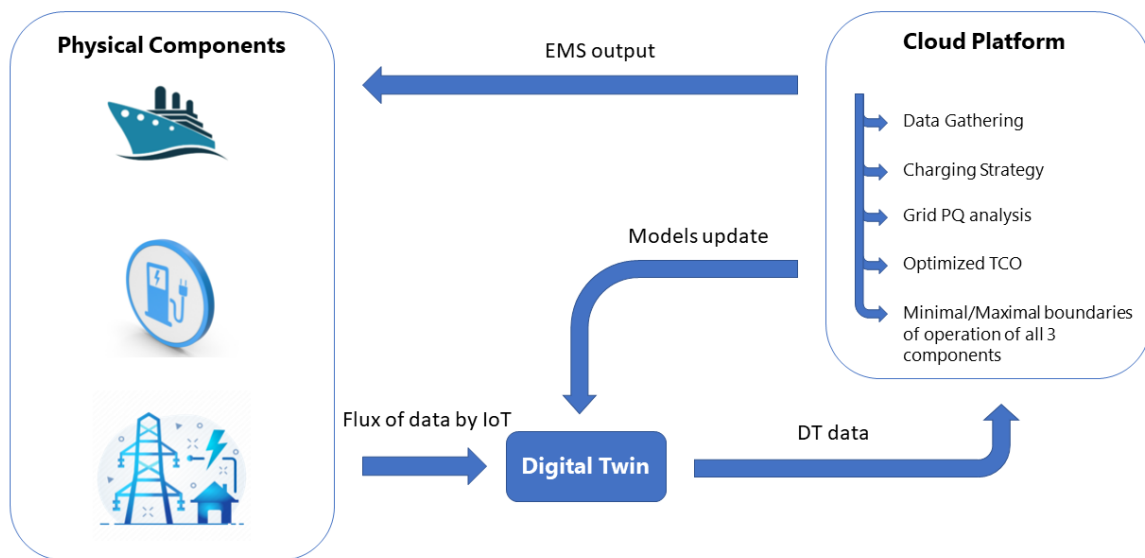 Physical Components
EMS output
Cloud Platform
Data Gathering
Charging Strategy
Grid PQ analysis
Optimized TCO
Minimal/Maximal boundaries
of operation of all 3
components
Models update
Flux of data by IoT
Digital Twin
DT data